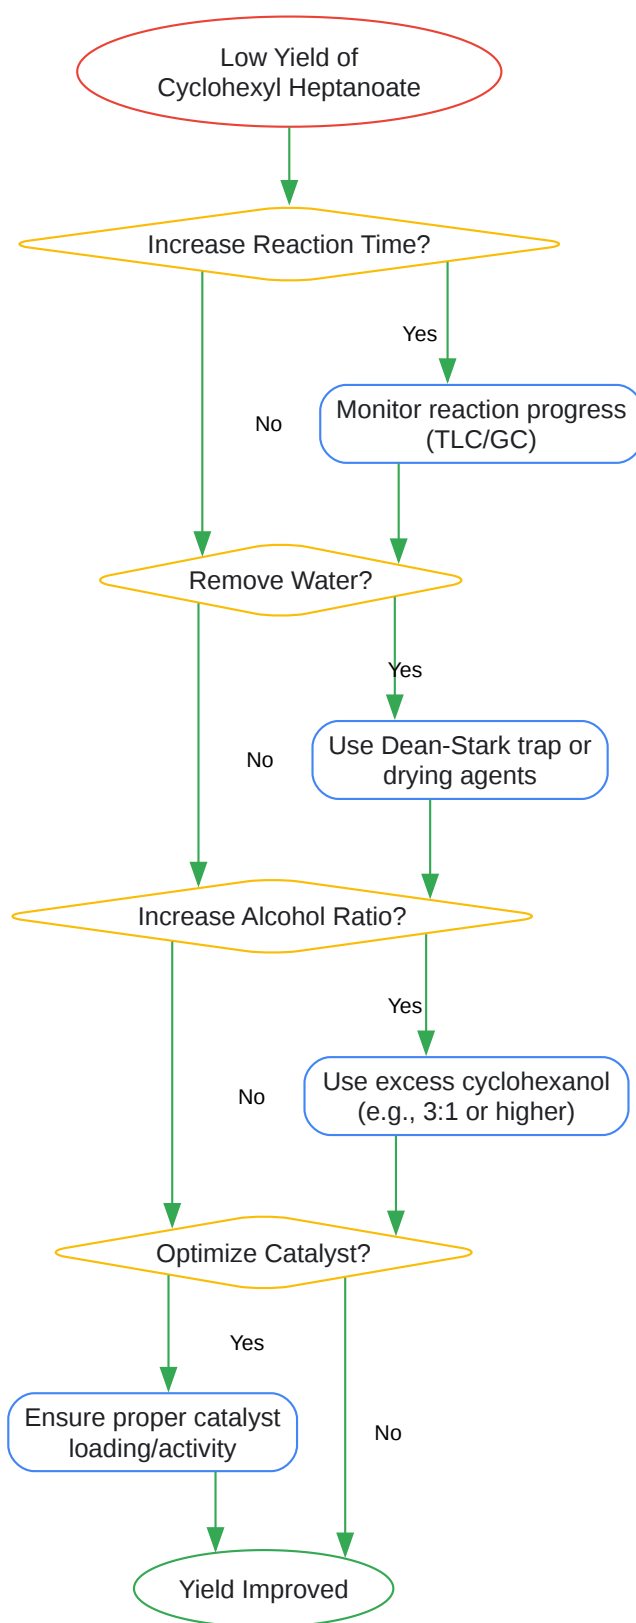 Low Yield of
Cyclohexyl Heptanoate
Increase Reaction Time?
Yes
Monitor reaction progress
(TLC/GC)
No
Remove Water?
Yes
Use Dean-Stark trap or
drying agents
No
Increase Alcohol Ratio?
Yes
Use excess cyclohexanol
(e.g., 3:1 or higher)
No
Optimize Catalyst?
Yes
Ensure proper catalyst
loading/activity
No
Yield Improved